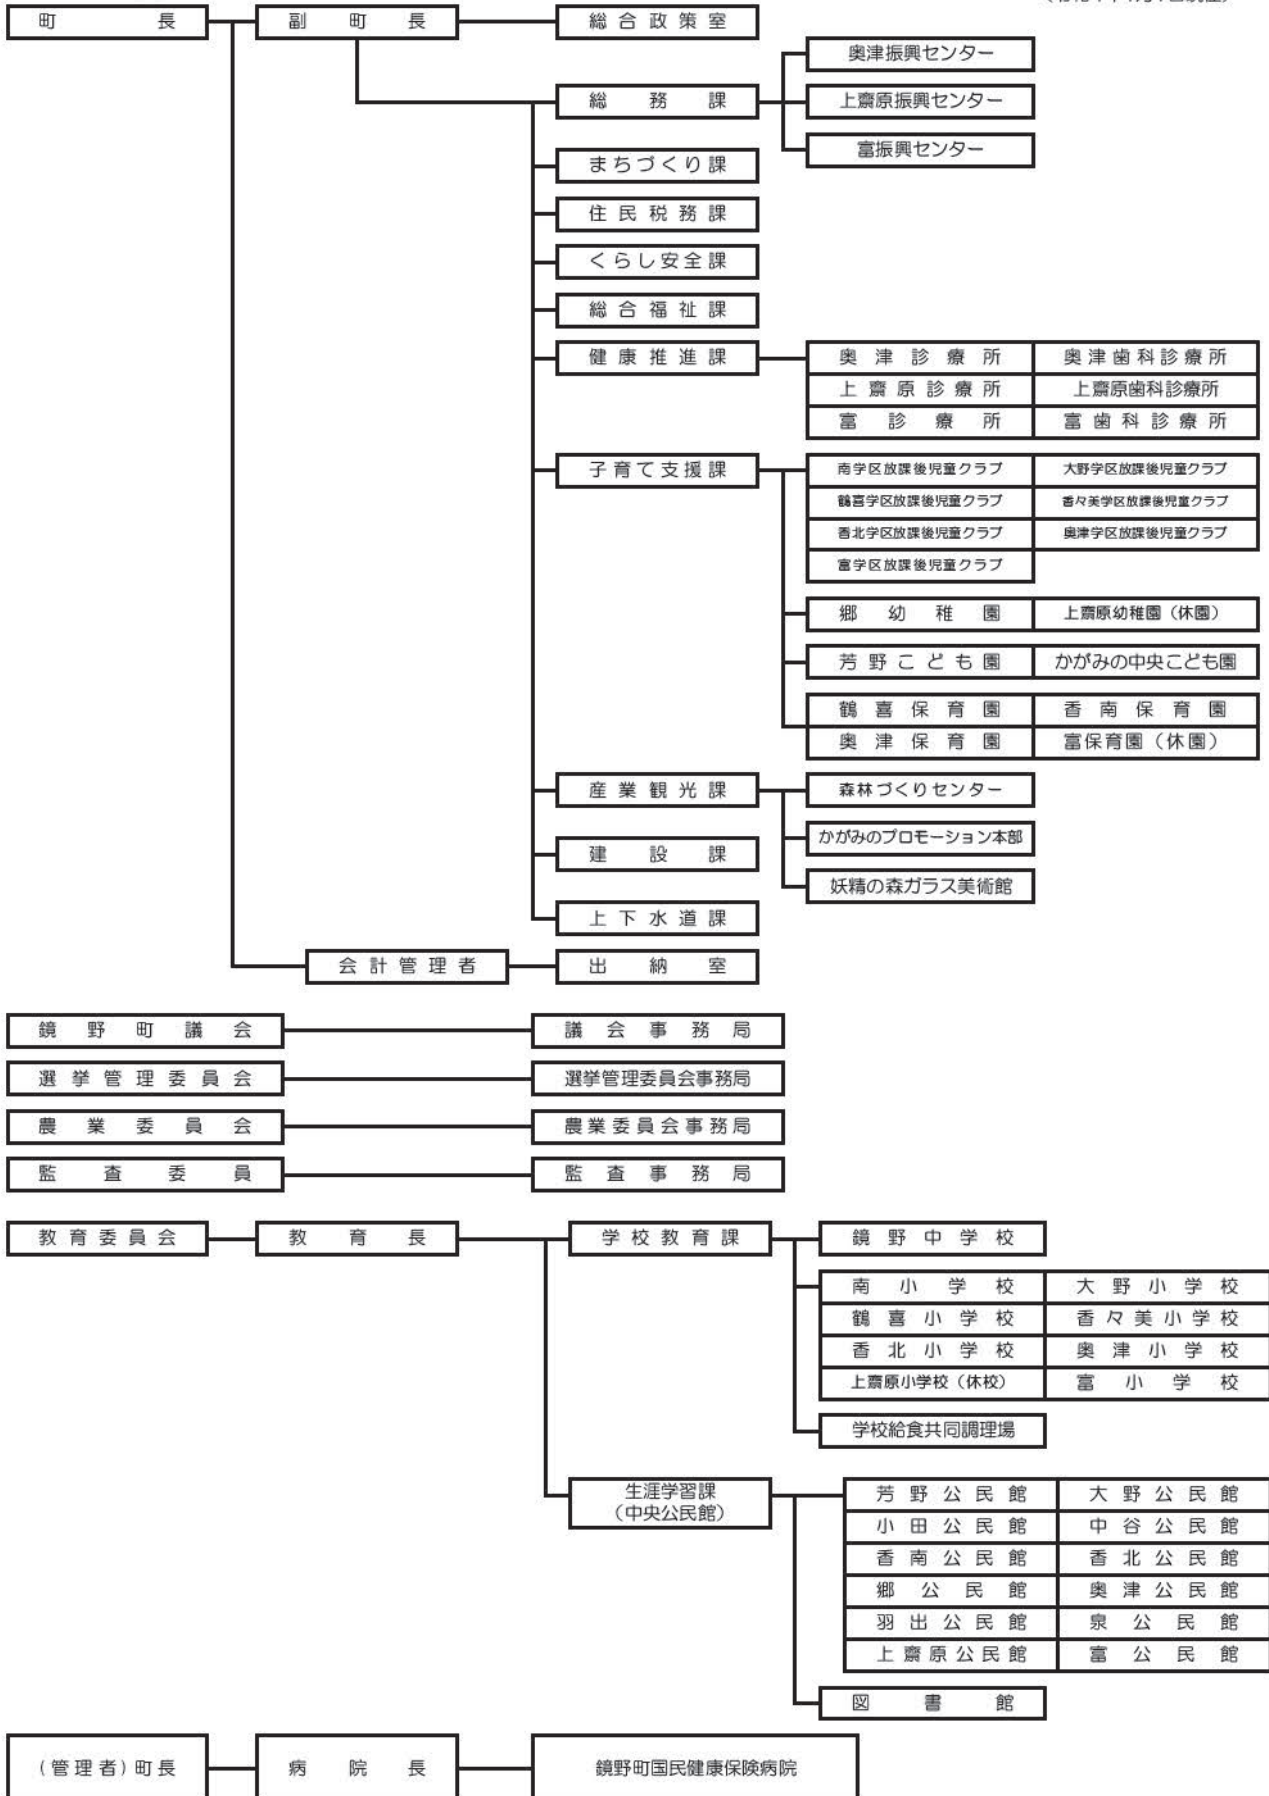 町長 副町長 総合政策室
奥津振興センター
総務課 上齋原振興センター
富振興センター
まちづくり課
住民税務課
くらし安全課
総合福祉課
健康推進課 奥津診療所 奥津歯科診療所
上齋原診療所 上齋原歯科診療所
富診療所 富歯科診療所
子育て支援課 南学区放課後児童クラブ 大野学区放課後児童クラブ
鶴喜学区放課後児童クラブ 香々美学区放課後児童クラブ
香北学区放課後児童クラブ 奥津学区放課後児童クラブ
富学区放課後児童クラブ
郷幼稚園 上齋原幼稚園（休園）
芳野こども園 かがみの中央こども園
鶴喜保育園 香南保育園
奥津保育園 富保育園（休園）
産業観光課 森林づくりセンター
かがみのプロモーション本部
建設課
妖精の森ガラス美術館
上下水道課
会計管理者 出納室
鏡野町議会 議会事務局
選挙管理委員会 選挙管理委員会事務局
農業委員会 農業委員会事務局
監査委員 監査事務局
教育委員会 教育長 学校教育課 鏡野中学校
南小学校 大野小学校
鶴喜小学校 香々美小学校
香北小学校 奥津小学校
上齋原小学校（休校） 富小学校
学校給食共同調理場
生涯学習課
（中央公民館）
芳野公民館 大野公民館
小田公民館 中谷公民館
香南公民館 香北公民館
郷公民館 奥津公民館
羽出公民館 泉公民館
上齋原公民館 富公民館
図書館
(管理者)町長 病院長 鏡野町国民健康保険病院